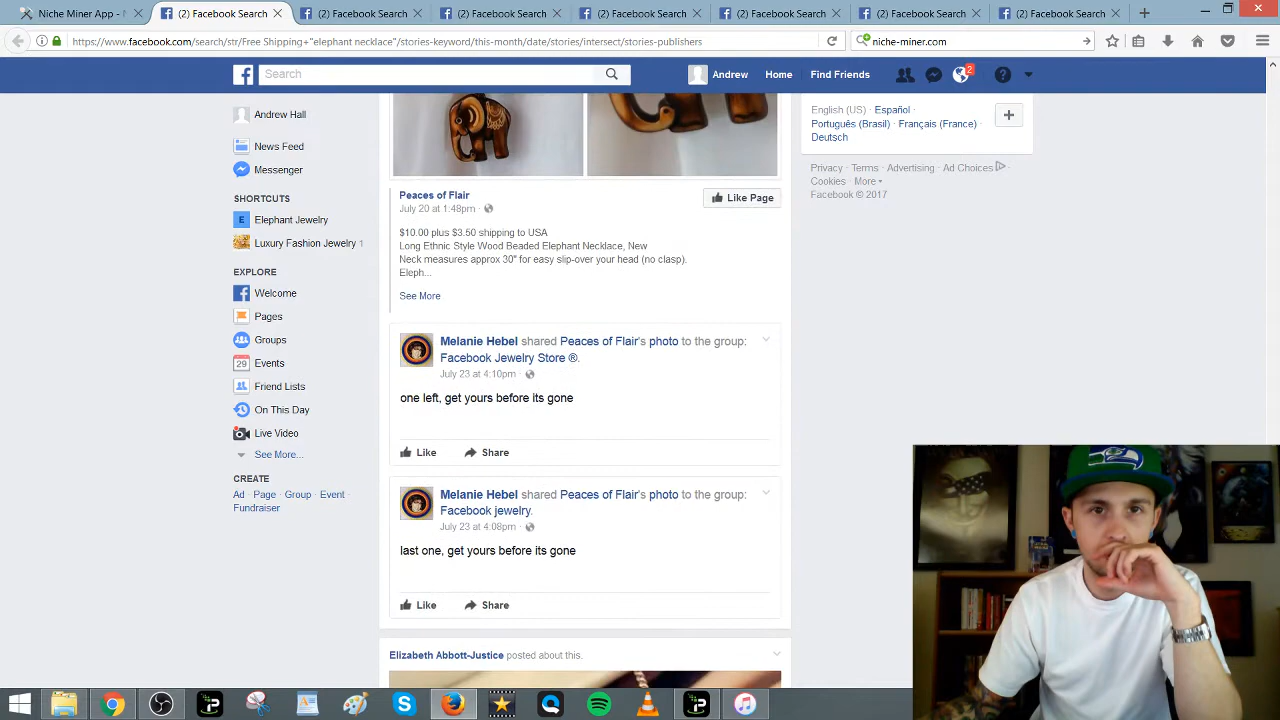 Niche Miner App -
(2) Facebook Search
(2) Facebook Search
(2) Facebook Search
(2) Facebook Search
(2) Facebook Search
(2) Facebook Search
(2) Facebook Search
https://www.facebook.com/search/str/Free Shipping+"elephant necklace"/stories-keyword/this-month/date/stories/intersect/stories-publishers
niche-miner.com
Search
Andrew
Home
Find Friends
2
Andrew Hall
News Feed
Messenger
SHORTCUTS
E Elephant Jewelry
Luxury Fashion Jewelry 1
EXPLORE
Welcome
Pages
Groups
29 Events
Friend Lists
On This Day
Live Video
See More...
CREATE
Ad · Page · Group · Event ·
Fundraiser
Peaces of Flair
Like Page
July 20 at 1:48pm ·
$10.00 plus $3.50 shipping to USA
Long Ethnic Style Wood Beaded Elephant Necklace, New
Neck measures approx 30" for easy slip-over your head (no clasp).
Eleph...
See More
Melanie Hebel shared Peaces of Flair's photo to the group:
Facebook Jewelry Store ®.
July 23 at 4:10pm ·
one left, get yours before its gone
Like Share
Melanie Hebel shared Peaces of Flair's photo to the group:
Facebook jewelry.
July 23 at 4:08pm ·
last one, get yours before its gone
Like Share
Elizabeth Abbott-Justice posted about this.
English (US) · Español ·
Português (Brasil) · Français (France) ·
Deutsch
Privacy · Terms · Advertising · Ad Choices ·
Cookies · More
Facebook © 2017